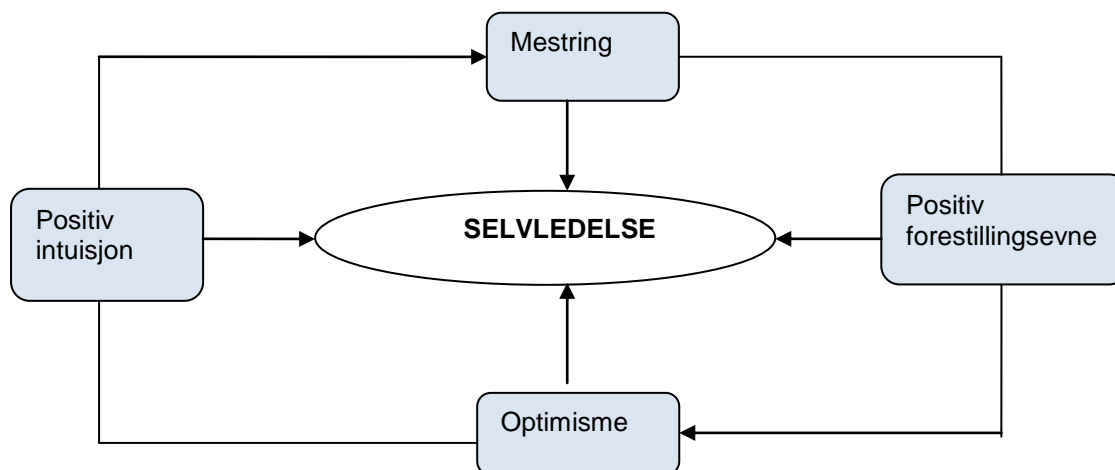 Mestring
Positiv
intuisjon
SELVLEDELSE
Positiv
forestillingsevne
Optimisme